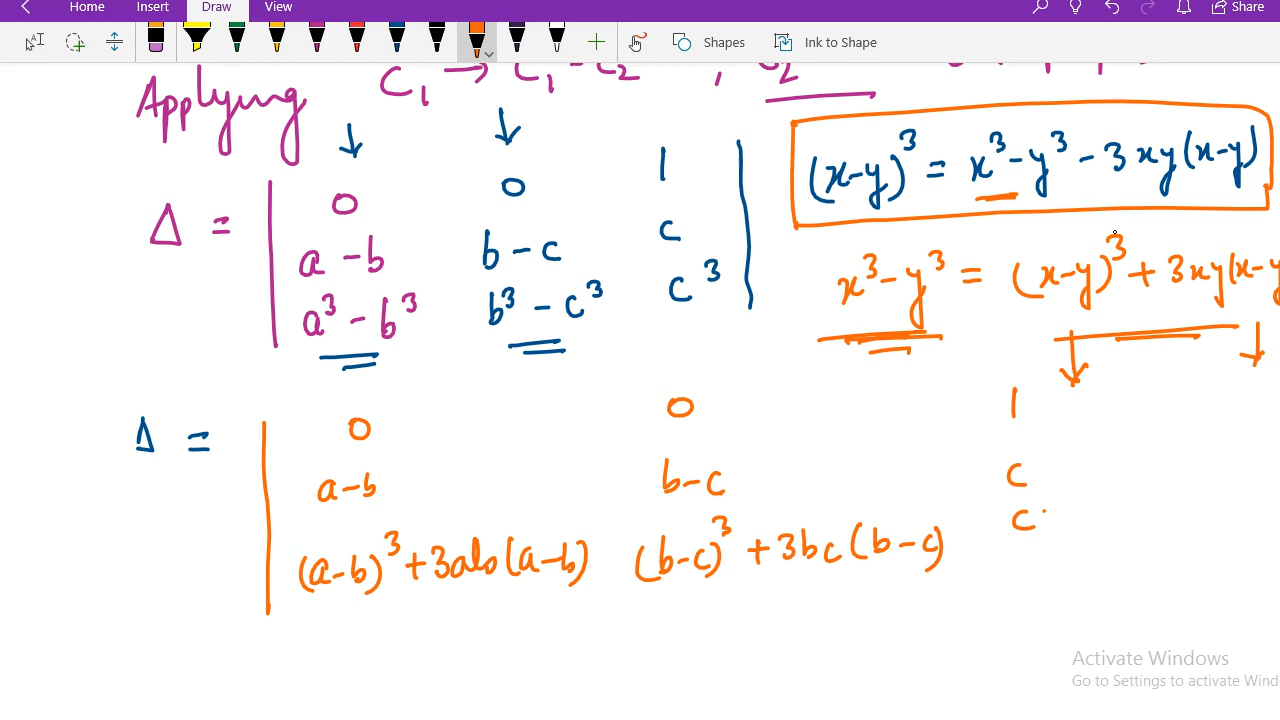 Home Insert Draw View Share
Shapes Ink to Shape
Applying C₁ → C₁ - C₂ ,
Δ = | 0 0 1 |
a - b b - c c
a³ - b³ b³ - c³ c³
(x-y)³ = x³ - y³ - 3xy(x-y)
x³ - y³ = (x-y)³ + 3xy(x-y
Δ = | 0 0 1
a - b b - c c
(a-b)³ + 3ab(a-b) (b-c)³ + 3bc(b-c) c
Activate Windows
Go to Settings to activate Wind